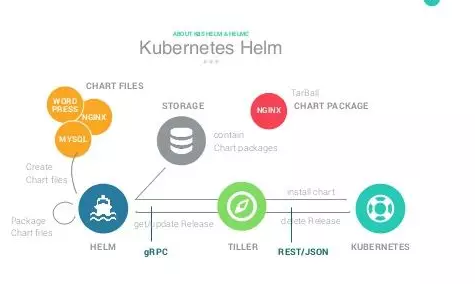 ABOUT K8S HELM & HELMC
Kubernetes Helm
CHART FILES
WORD
PRESS
NGINX
MYSQL
STORAGE
contain
Chart packages
TarBall
NGINX
CHART PACKAGE
Create
Chart files
Package
Chart files
HELM
get/update Release
gRPC
TILLER
install chart
delete Release
REST/JSON
KUBERNETES